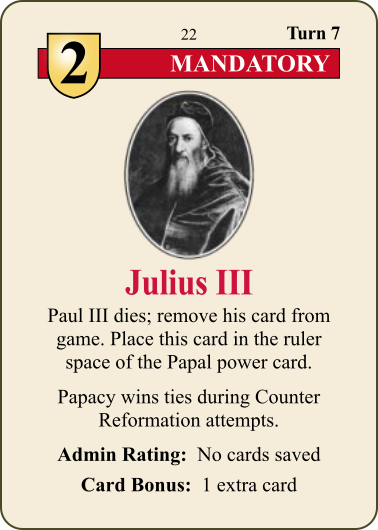 22
Turn 7
2
MANDATORY
Julius III
Paul III dies; remove his card from
game. Place this card in the ruler
space of the Papal power card.
Papacy wins ties during Counter
Reformation attempts.
Admin Rating: No cards saved
Card Bonus: 1 extra card